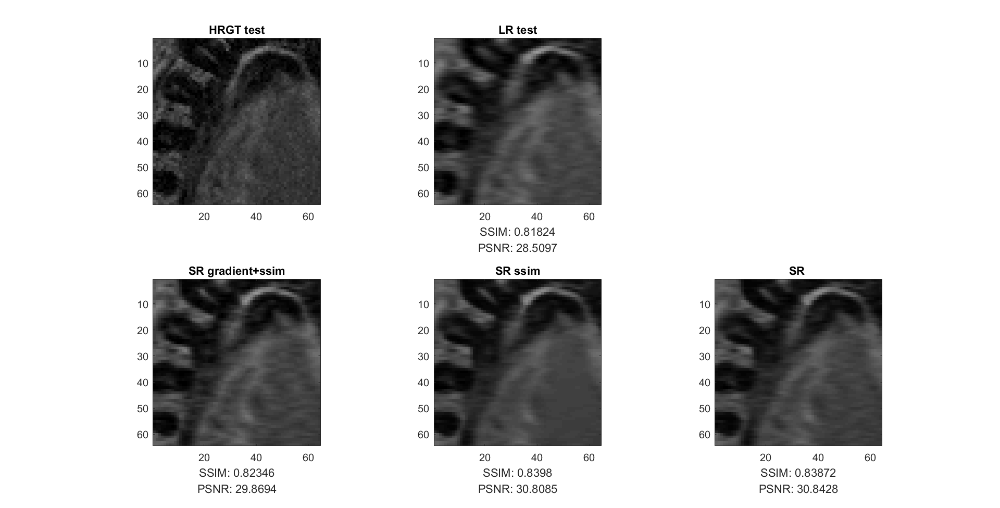 HRGT test
LR test
10
20
30
40
50
60
20 40 60
10
20
30
40
50
60
20 40 60
SSIM: 0.81824
PSNR: 28.5097
SR gradient+ssim
SR ssim
SR
10
20
30
40
50
60
20 40 60
SSIM: 0.82346
PSNR: 29.8694
10
20
30
40
50
60
20 40 60
SSIM: 0.8398
PSNR: 30.8085
10
20
30
40
50
60
20 40 60
SSIM: 0.83872
PSNR: 30.8428